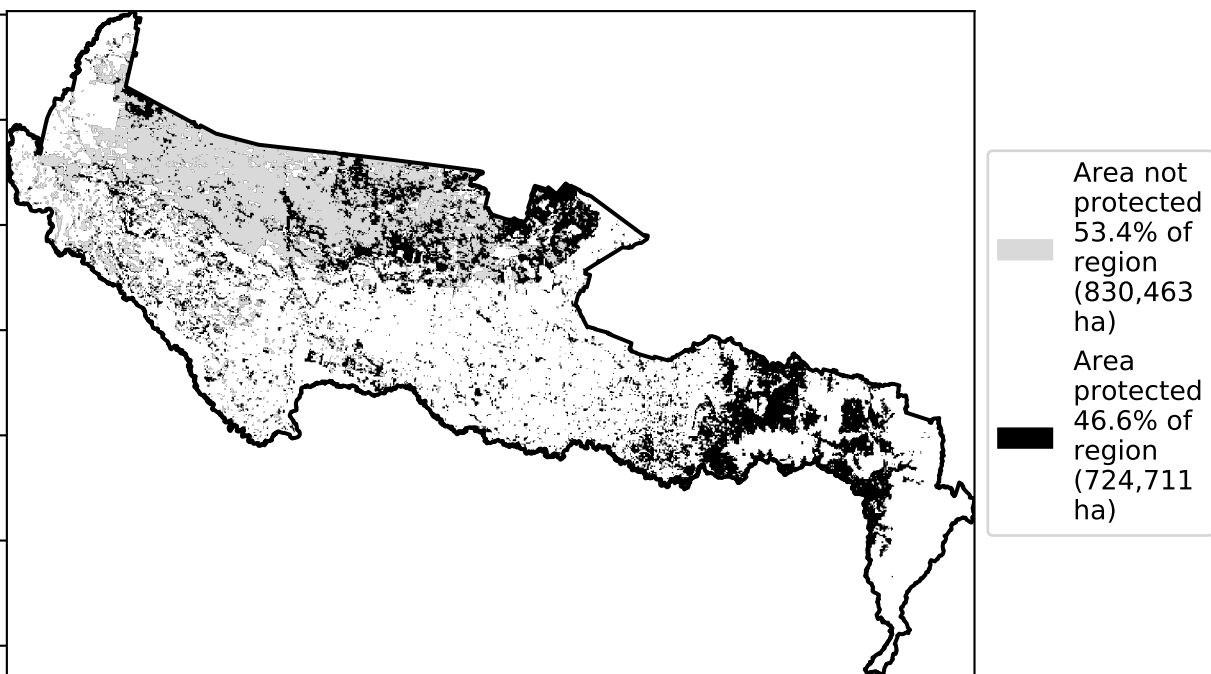 Area not
protected
53.4% of
region
(830,463
ha)
Area
protected
46.6% of
region
(724,711
ha)